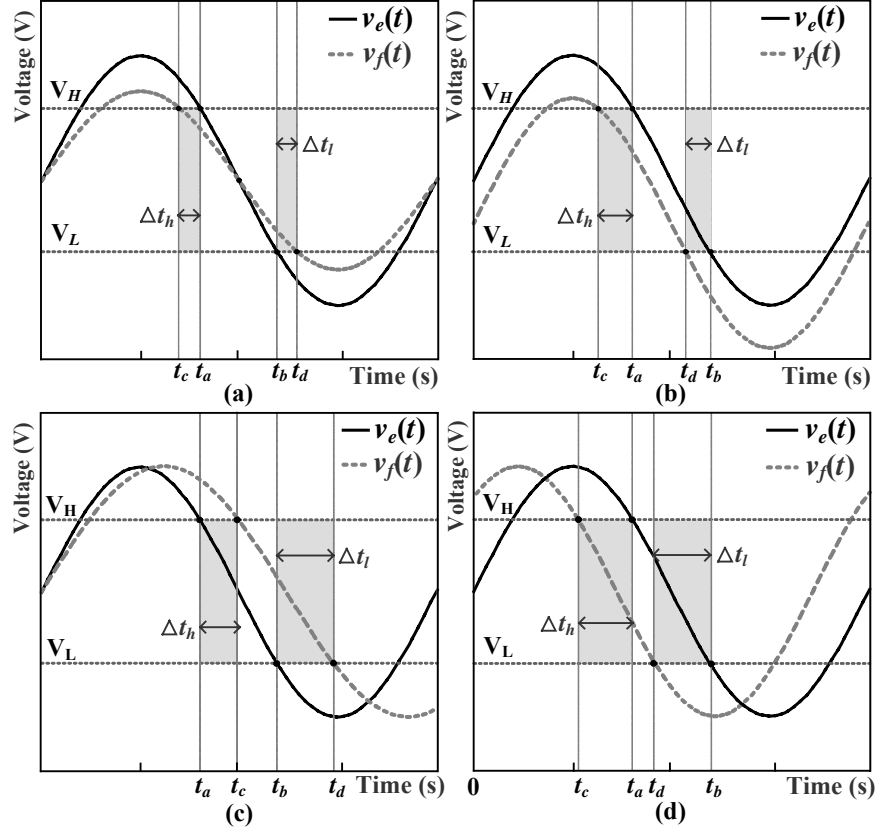 Voltage (V)
v_e(t)
v_f(t)
V_H
Δt_l
Δt_h
V_L
t_c t_a t_b t_d Time (s)
(a)
Voltage (V)
v_e(t)
v_f(t)
V_H
Δt_l
Δt_h
V_L
t_c t_a t_d t_b Time (s)
(b)
Voltage (V)
v_e(t)
v_f(t)
V_H
Δt_l
Δt_h
V_L
t_a t_c t_b t_d Time (s)
(c)
Voltage (V)
v_e(t)
v_f(t)
V_H
Δt_l
Δt_h
V_L
0 t_c t_a t_d t_b Time (s)
(d)